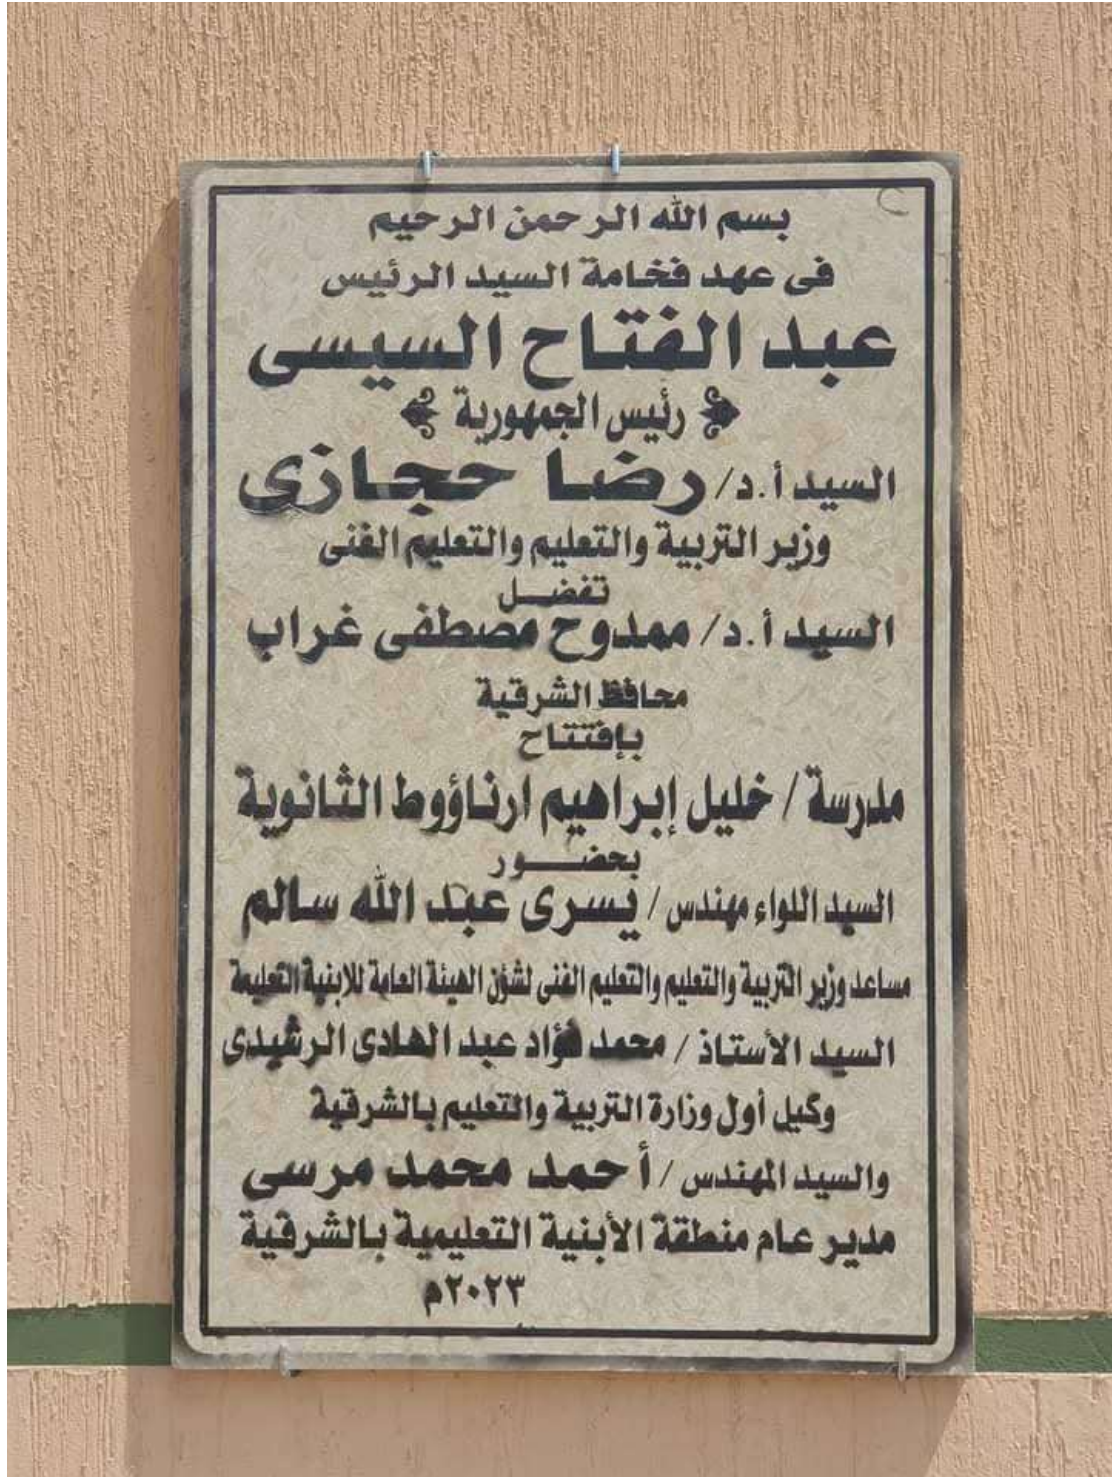 بسم الله الرحمن الرحيم
فى عهد فخامة السيد الرئيس
عبد الفتاح السيسى
رئيس الجمهورية
السيد أ.د/ رضا حجازى
وزير التربية والتعليم والتعليم الفنى
تفضل
السيد أ.د/ ممدوح مصطفى غراب
محافظ الشرقية
بإفتتاح
مدرسة / خليل إبراهيم ارناؤوط الثانوية
بحضور
السيد اللواء مهندس / يسرى عبد الله سالم
مساعد وزير التربية والتعليم والتعليم الفنى لشؤن الهيئة العامة للابنية التعليمة
السيد الأستاذ / محمد فؤاد عبد الهادى الرشيدى
وكيل أول وزارة التربية والتعليم بالشرقية
والسيد المهندس / أحمد محمد مرسى
مدير عام منطقة الأبنية التعليمية بالشرقية
٢٠٢٣م